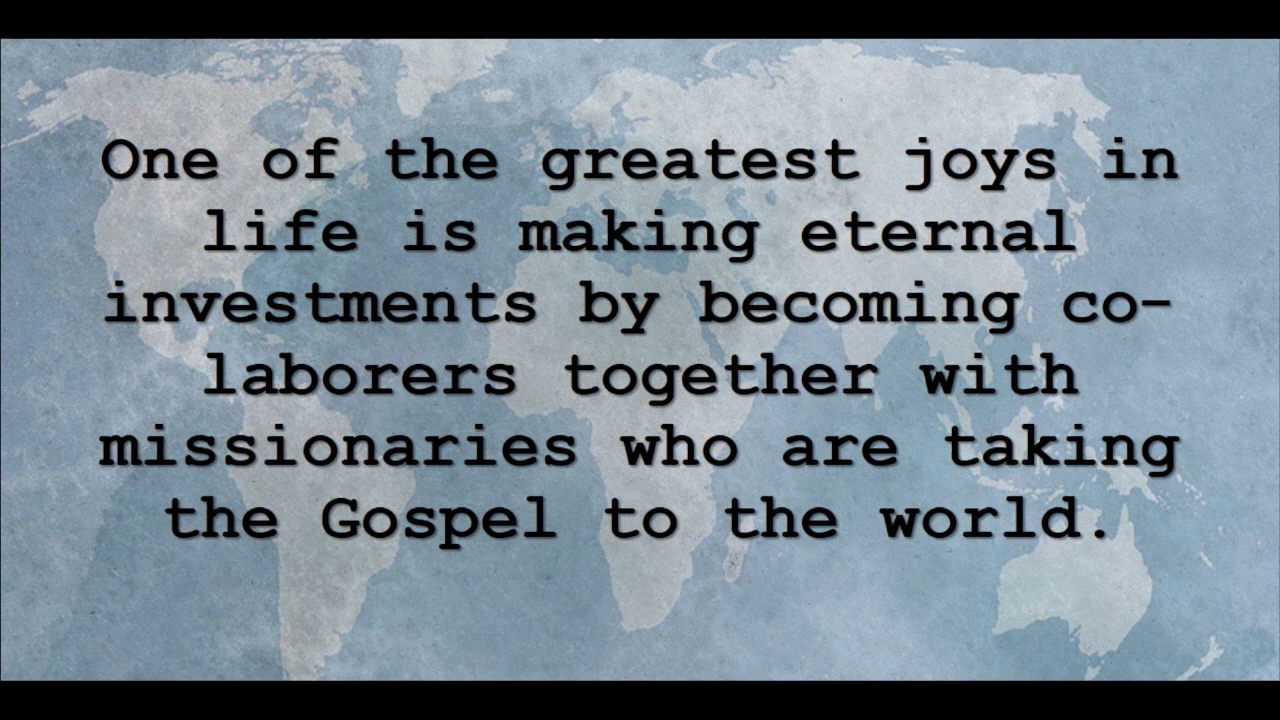 One of the greatest joys in
life is making eternal
investments by becoming co-
laborers together with
missionaries who are taking
the Gospel to the world.